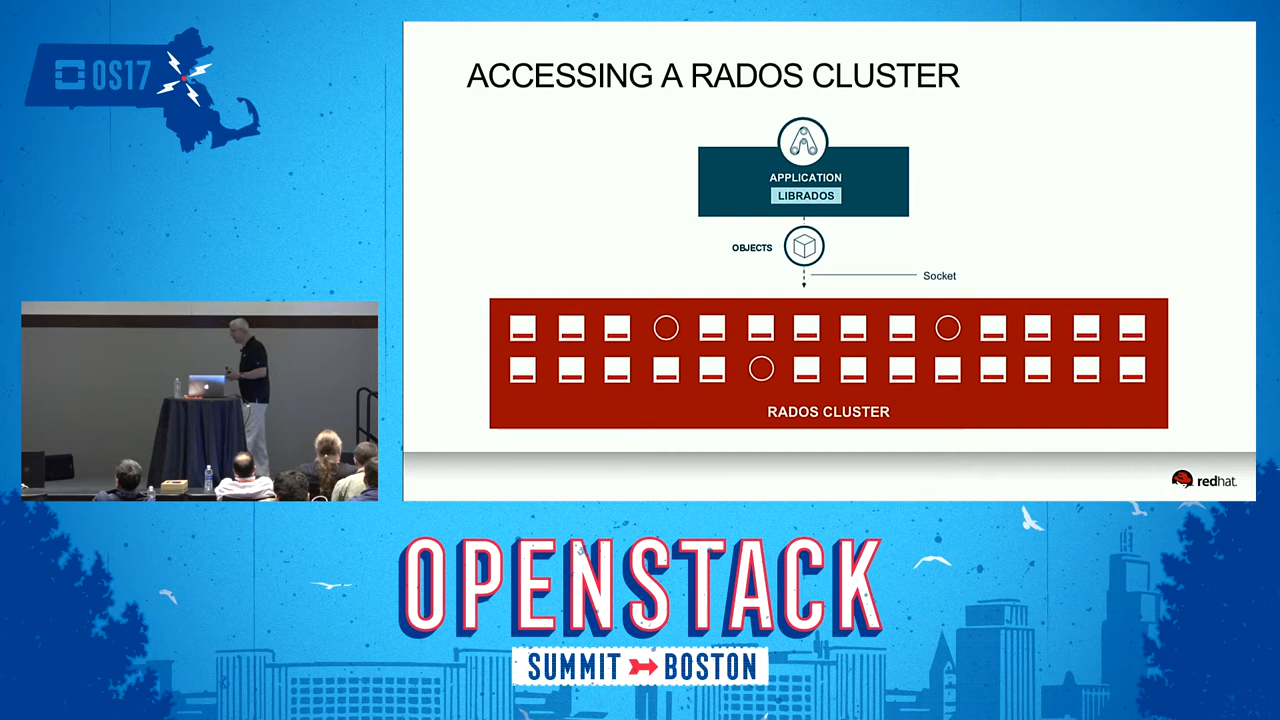 OS17
ACCESSING A RADOS CLUSTER
APPLICATION
LIBRADOS
OBJECTS
Socket
RADOS CLUSTER
redhat.
OPENSTACK
SUMMIT BOSTON